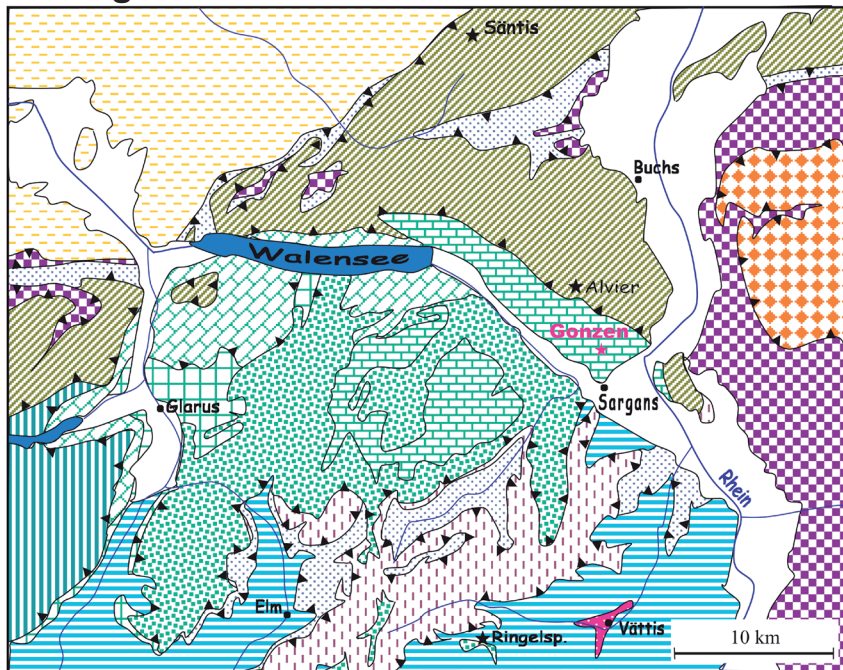 Säntis
Buchs
Walensee
Alvier
Gonzen
Glarus
Sargans
Rhein
Elm
Vättis
Ringelsp.
10 km